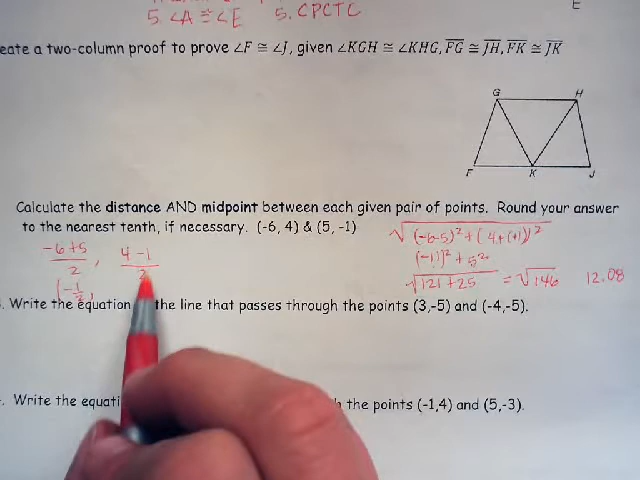 5. ∠A ≅ ∠E 5. CPCTC
E
eate a two-column proof to prove ∠F ≅ ∠J, given ∠KGH ≅ ∠KHG, FG ≅ JH, FK ≅ JK
G H
F K J
Calculate the distance AND midpoint between each given pair of points. Round your answer
to the nearest tenth, if necessary. (-6, 4) & (5, -1)
√(-6-5)²+(4+(+1))²
-6+5/2, 4-1/2
(-11)² + 5²
√121+25 = √146 12.08
(-1/2,
. Write the equation the line that passes through the points (3,-5) and (-4,-5).
. Write the equati the points (-1,4) and (5,-3).